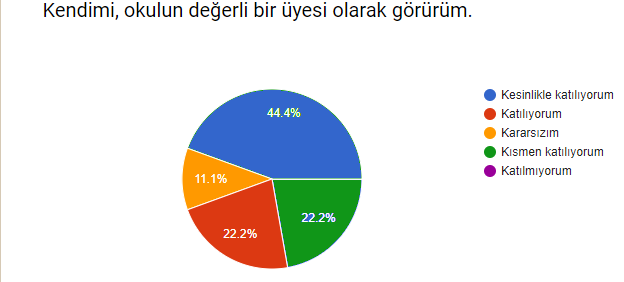 Kendimi, okulun değerli bir üyesi olarak görürüm.
44.4%
11.1%
22.2%
22.2%
Kesinlikle katılıyorum
Katılıyorum
Kararsızım
Kısmen katılıyorum
Katılmıyorum